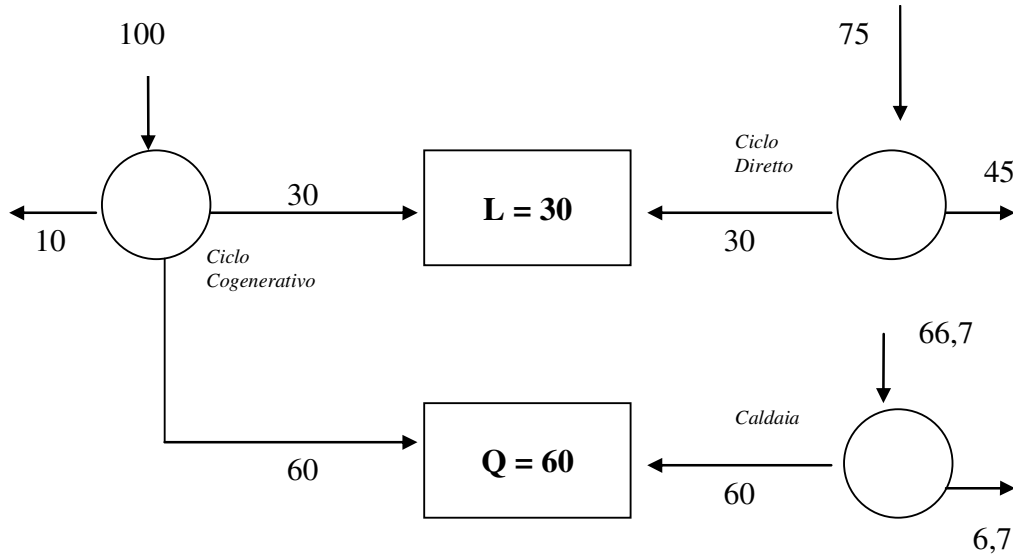 100
75
Ciclo
Diretto
45
30
L = 30
10
30
Ciclo
Cogenerativo
66,7
Caldaia
Q = 60
60
60
6,7